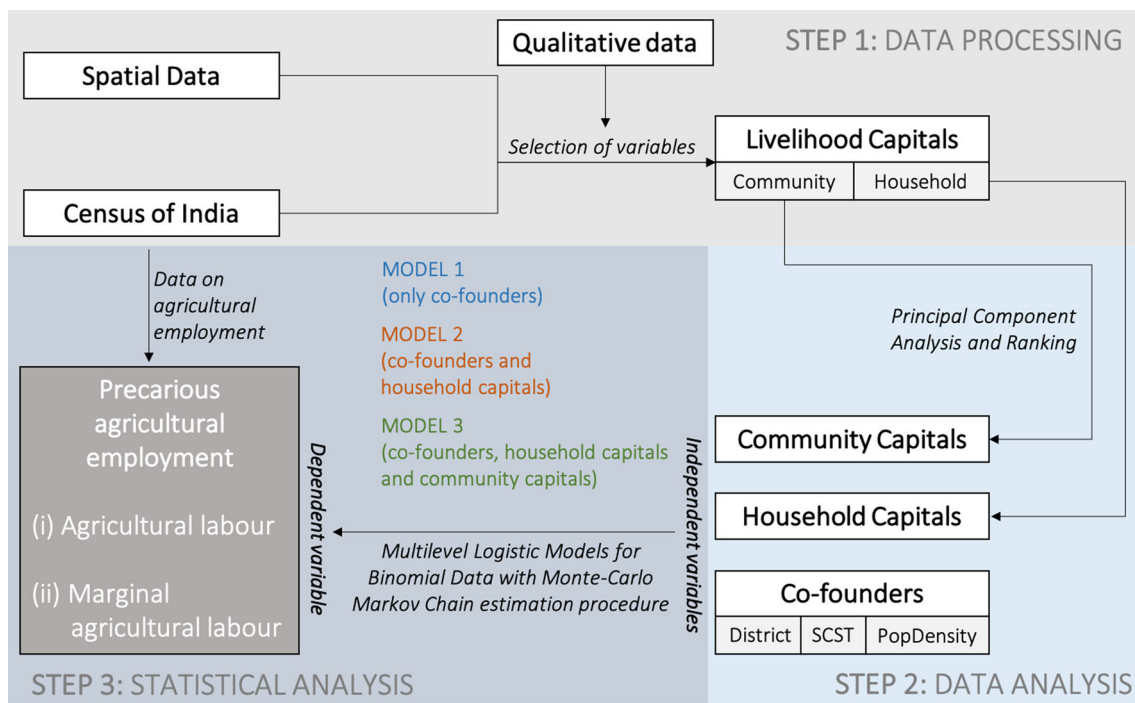 STEP 1: DATA PROCESSING
Qualitative data
Spatial Data
Selection of variables
Livelihood Capitals
Community
Household
Census of India
Data on
agricultural
employment
MODEL 1
(only co-founders)
MODEL 2
(co-founders and
household capitals)
MODEL 3
(co-founders, household capitals
and community capitals)
Principal Component
Analysis and Ranking
Precarious
agricultural
employment
(i) Agricultural labour
(ii) Marginal
agricultural labour
Dependent variable
Multilevel Logistic Models for
Binomial Data with Monte-Carlo
Markov Chain estimation procedure
Independent variables
Community Capitals
Household Capitals
Co-founders
District
SCST
PopDensity
STEP 3: STATISTICAL ANALYSIS
STEP 2: DATA ANALYSIS